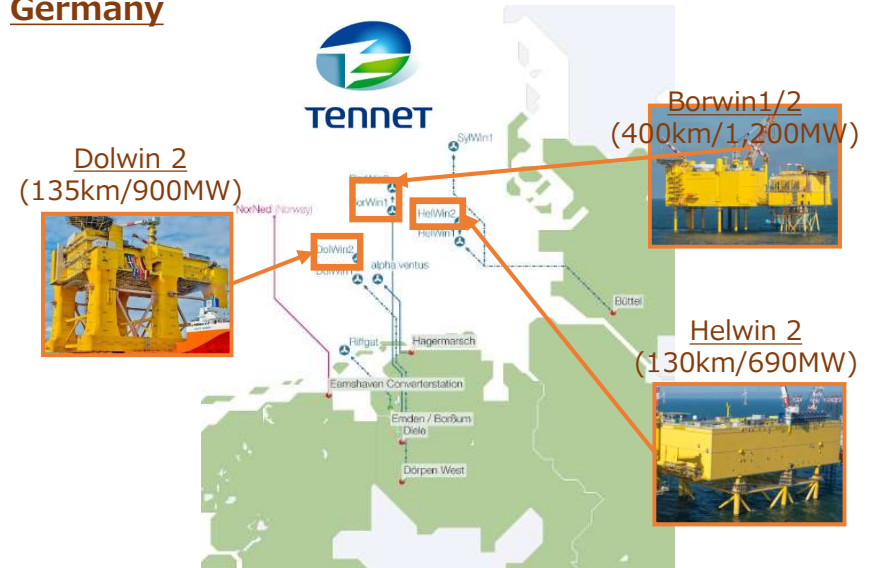 Germany
TenneT
Borwin1/2
(400km/1,200MW)
Dolwin 2
(135km/900MW)
SylWin1
BorWin1
NorNed (Norway)
HelWin2
HelWin1
DolWin2
DolWin1
alpha ventus
Büttel
Helwin 2
(130km/690MW)
Riffgat
Hagermarsch
Eemshaven Converterstation
Emden / Borßum
Diele
Dörpen West